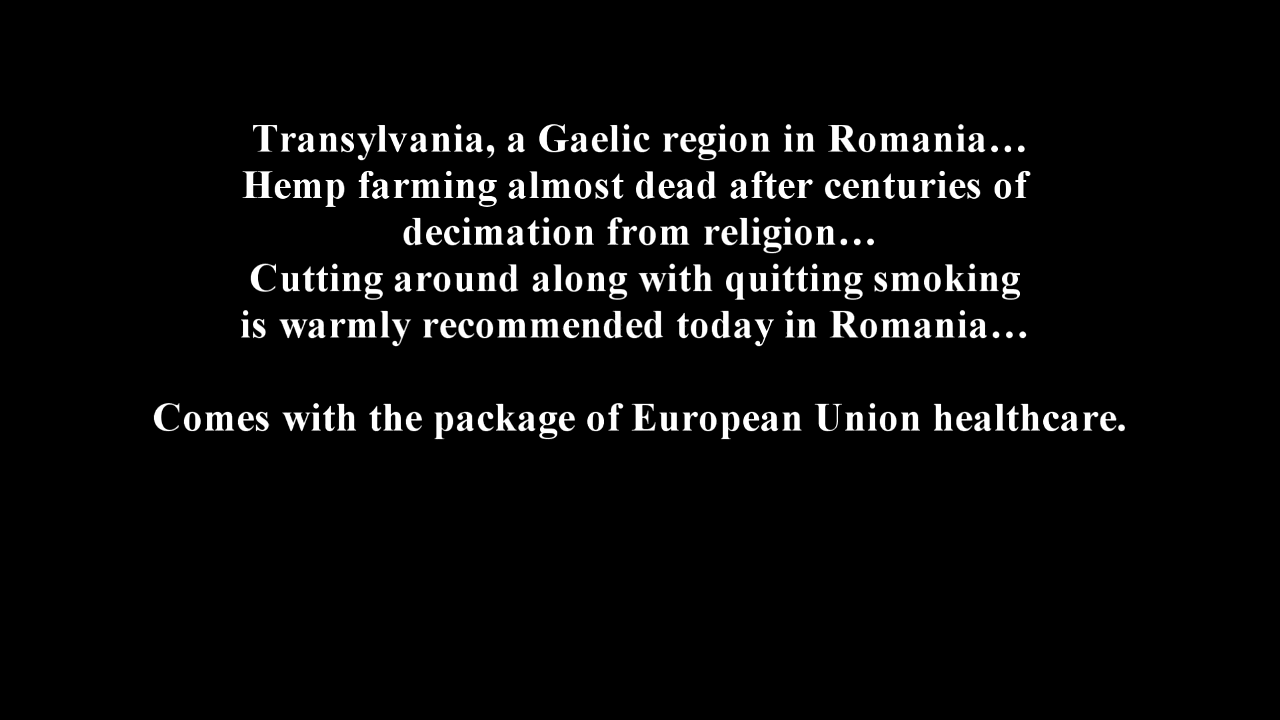 Transylvania, a Gaelic region in Romania…
Hemp farming almost dead after centuries of
decimation from religion…
Cutting around along with quitting smoking
is warmly recommended today in Romania…
Comes with the package of European Union healthcare.